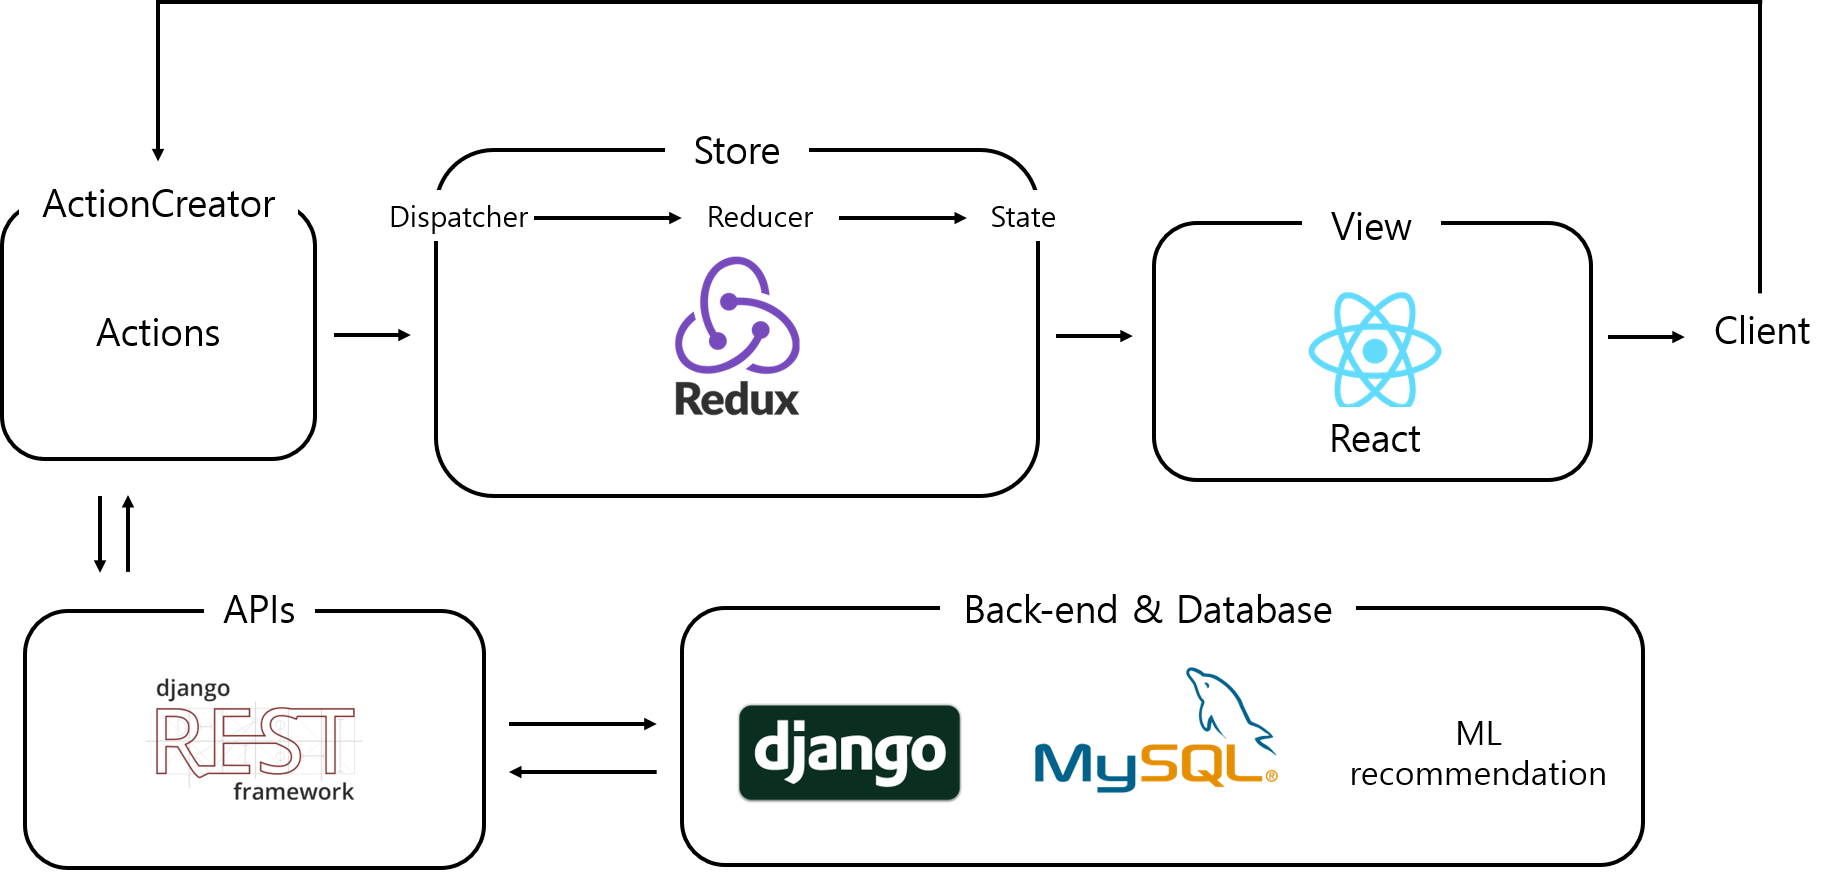 Store
ActionCreator
Dispatcher
Reducer
State
View
Actions
Redux
Client
React
APIs
Back-end & Database
django
REST
framework
django
MySQL®
ML
recommendation